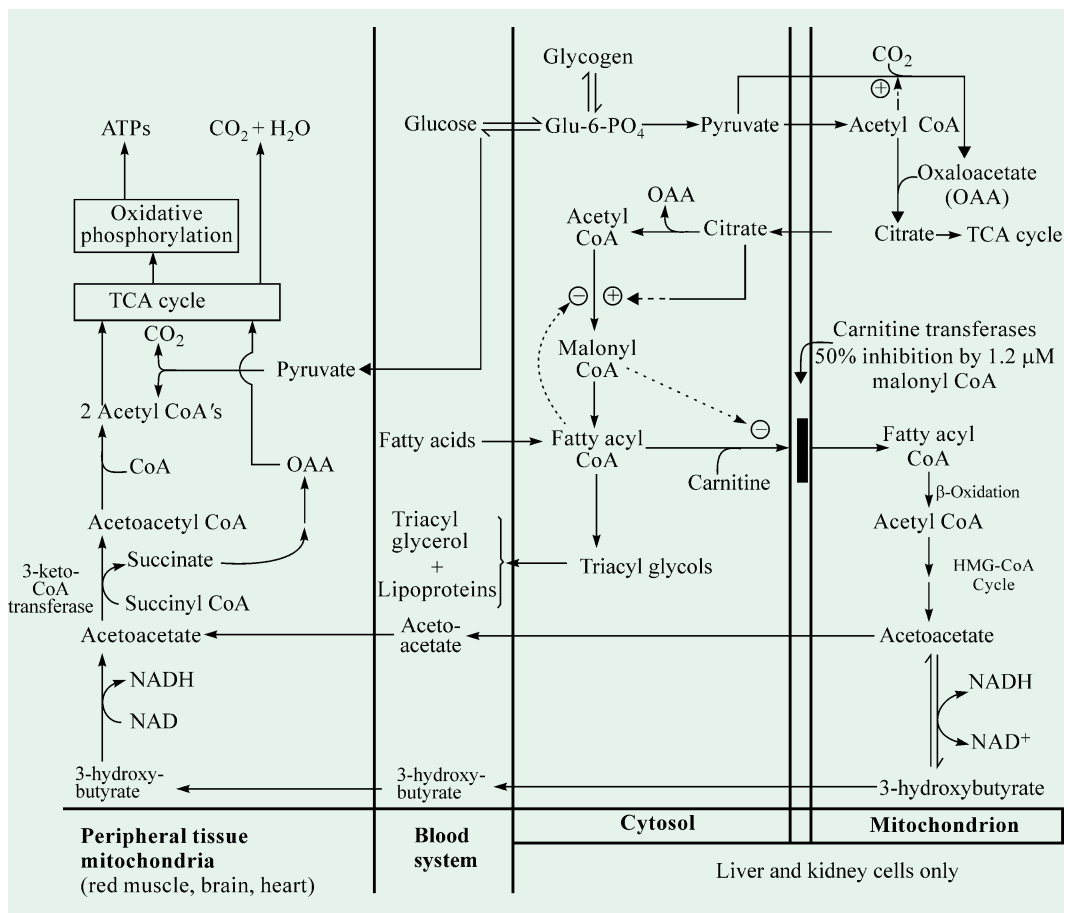 Glycogen
CO2
ATPs
CO2 + H2O
Glucose
Glu-6-PO4
Pyruvate
Acetyl CoA
+
Oxaloacetate
(OAA)
Oxidative
phosphorylation
OAA
Acetyl
CoA
Citrate
Citrate
TCA cycle
TCA cycle
−
+
CO2
Pyruvate
Malonyl
CoA
Carnitine transferases
50% inhibition by 1.2 μM
malonyl CoA
2 Acetyl CoA's
−
Fatty acids
Fatty acyl
CoA
Fatty acyl
CoA
CoA
OAA
Carnitine
β-Oxidation
Acetoacetyl CoA
Triacyl
glycerol
+
Lipoproteins
Acetyl CoA
3-keto-
CoA
transferase
Succinate
Succinyl CoA
Triacyl glycols
HMG-CoA
Cycle
Acetoacetate
Aceto-
acetate
Acetoacetate
NADH
NAD
NADH
NAD+
3-hydroxy-
butyrate
3-hydroxy-
butyrate
3-hydroxybutyrate
Peripheral tissue
mitochondria
(red muscle, brain, heart)
Blood
system
Cytosol
Mitochondrion
Liver and kidney cells only